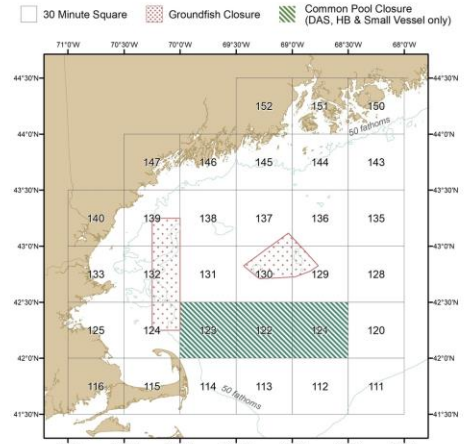 30 Minute Square
Groundfish Closure
Common Pool Closure
(DAS, HB & Small Vessel only)
71°0'W 70°30'W 70°0'W 69°30'W 69°0'W 68°30'W 68°0'W
44°30'N 44°30'N
152 151 150
50 fathoms
44°0'N 44°0'N
147 146 145 144 143
43°30'N 43°30'N
140 139 138 137 136 135
43°0'N 43°0'N
133 132 131 130 129 128
42°30'N 42°30'N
125 124 123 122 121 120
42°0'N 42°0'N
116 115 114 113 112 111
50 fathoms
41°30'N 41°30'N